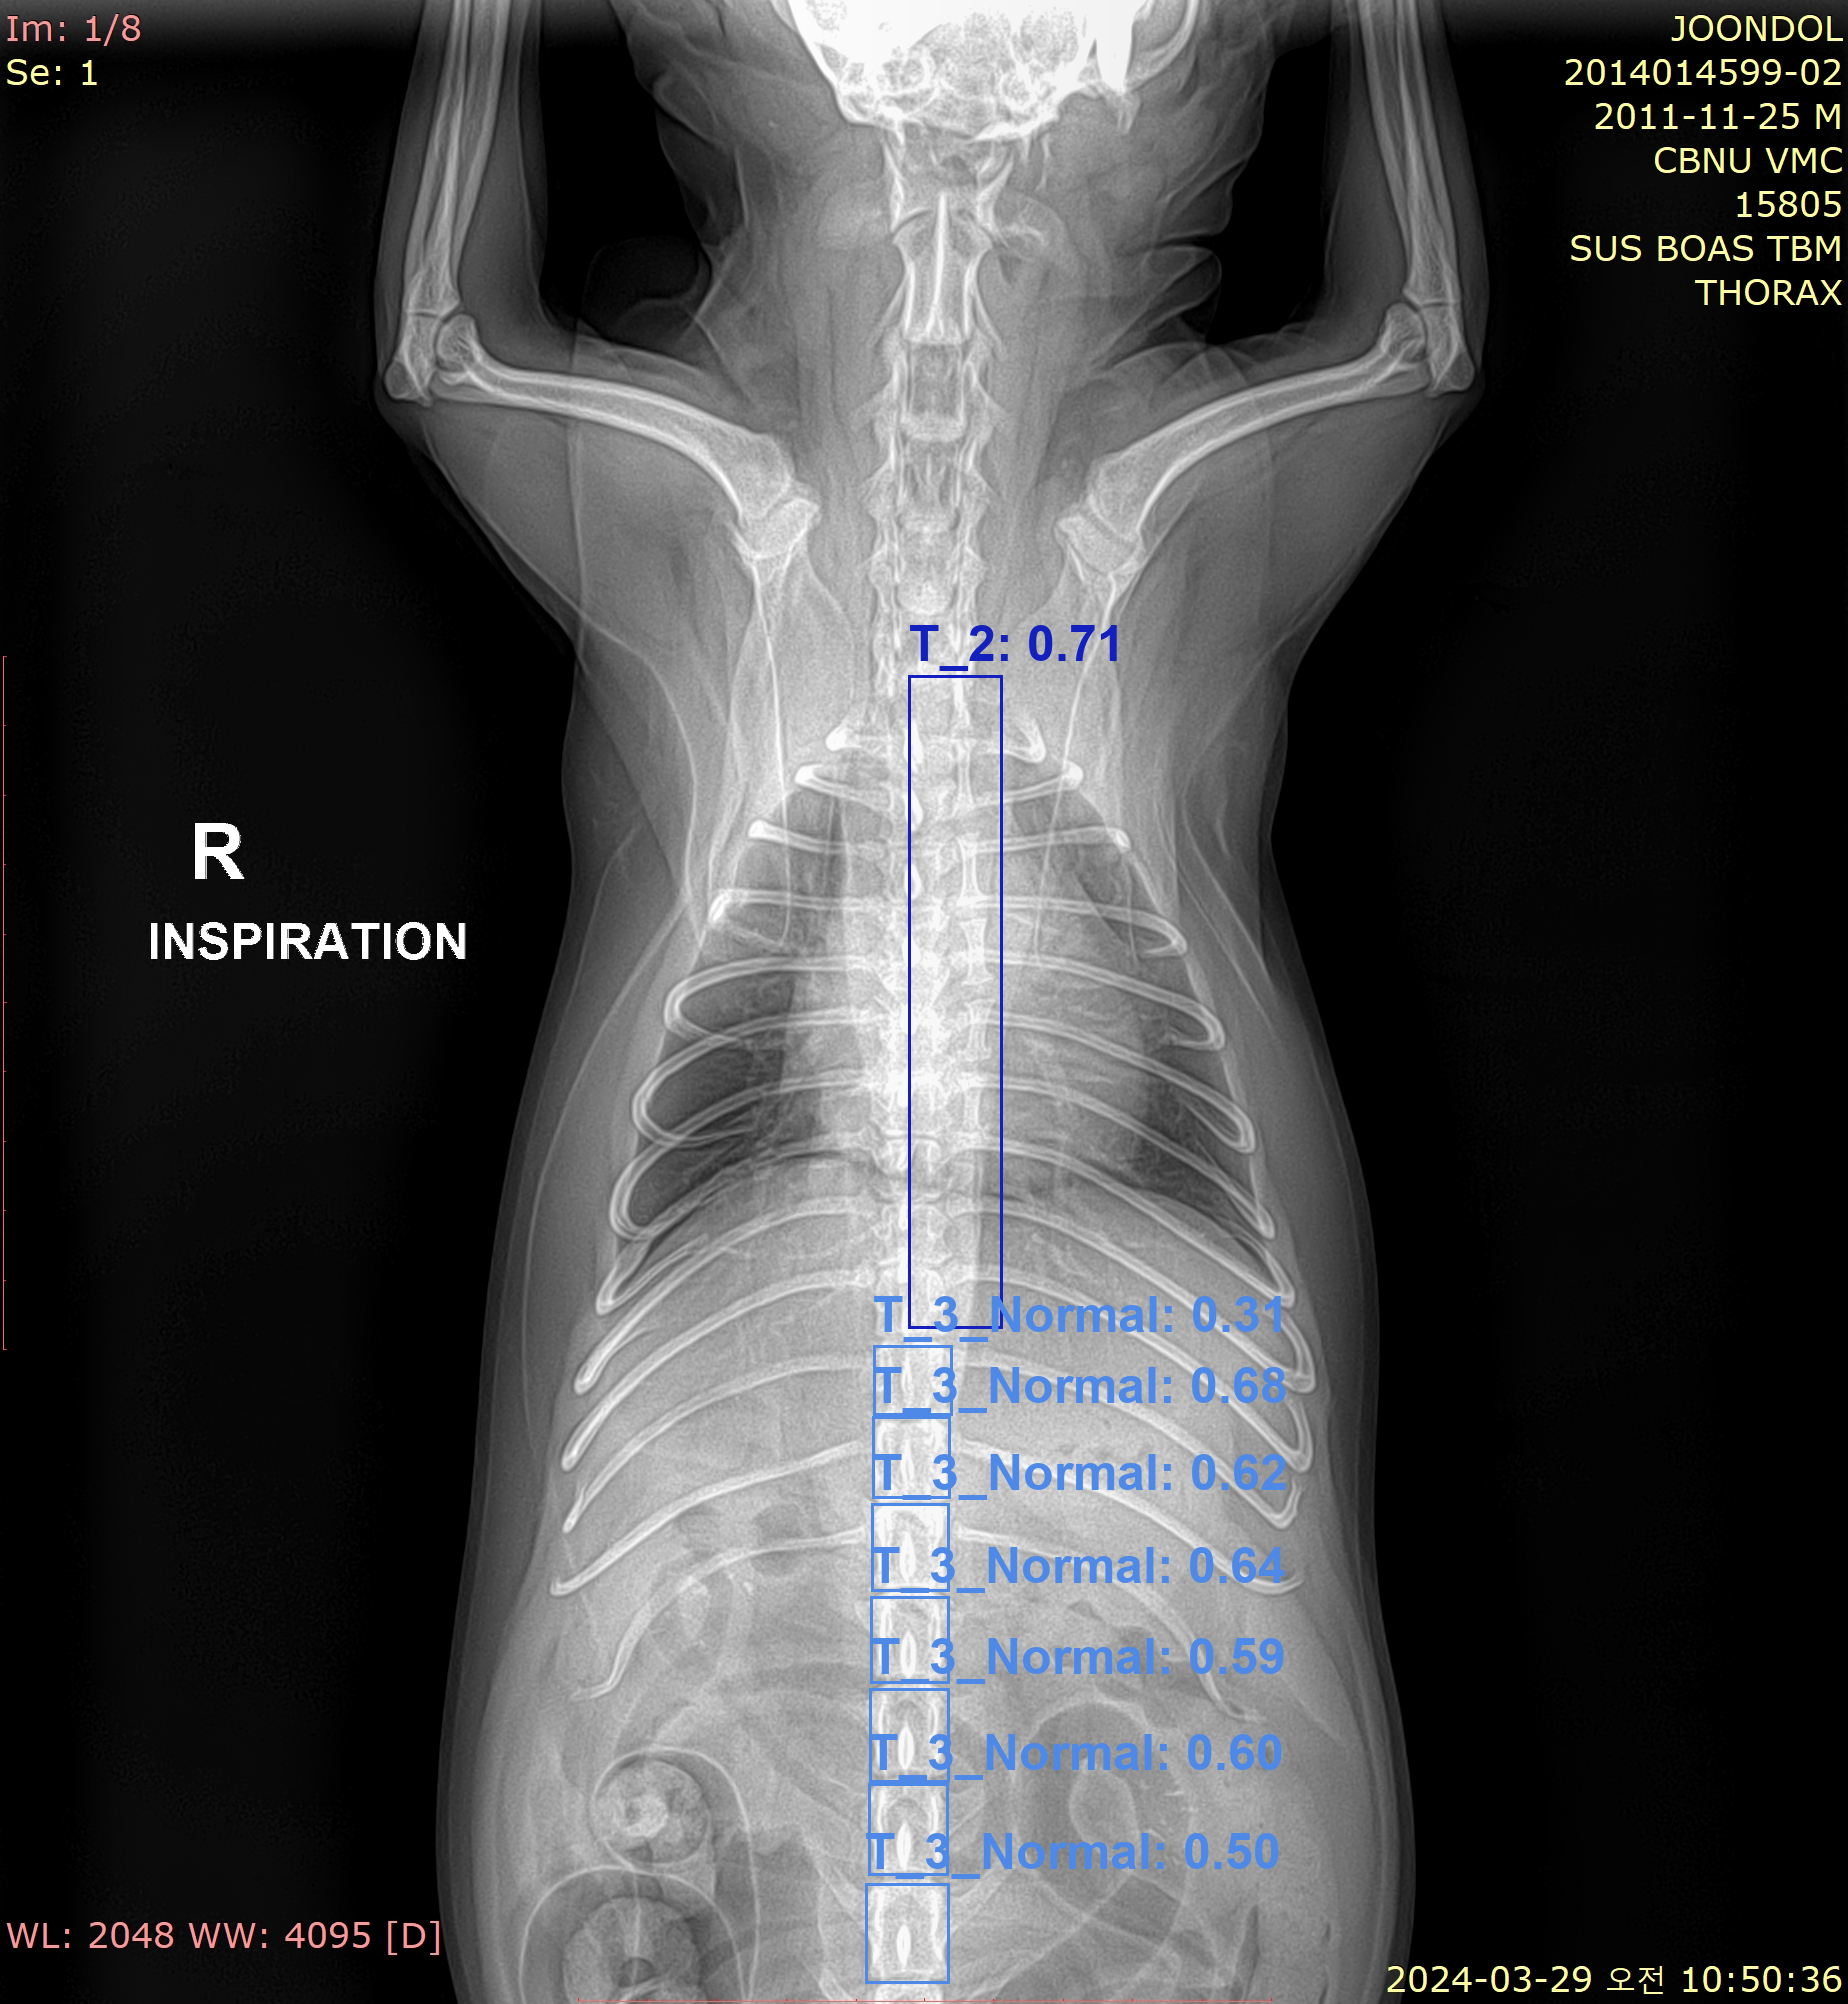 Im: 1/8
Se: 1
JOONDOL
2014014599-02
2011-11-25 M
CBNU VMC
15805
SUS BOAS TBM
THORAX
T_2: 0.71
R
INSPIRATION
T_3_Normal: 0.31
T_3_Normal: 0.68
T_3_Normal: 0.62
T_3_Normal: 0.64
T_3_Normal: 0.59
T_3_Normal: 0.60
T_3_Normal: 0.50
WL: 2048 WW: 4095 [D]
2024-03-29 오전 10:50:36